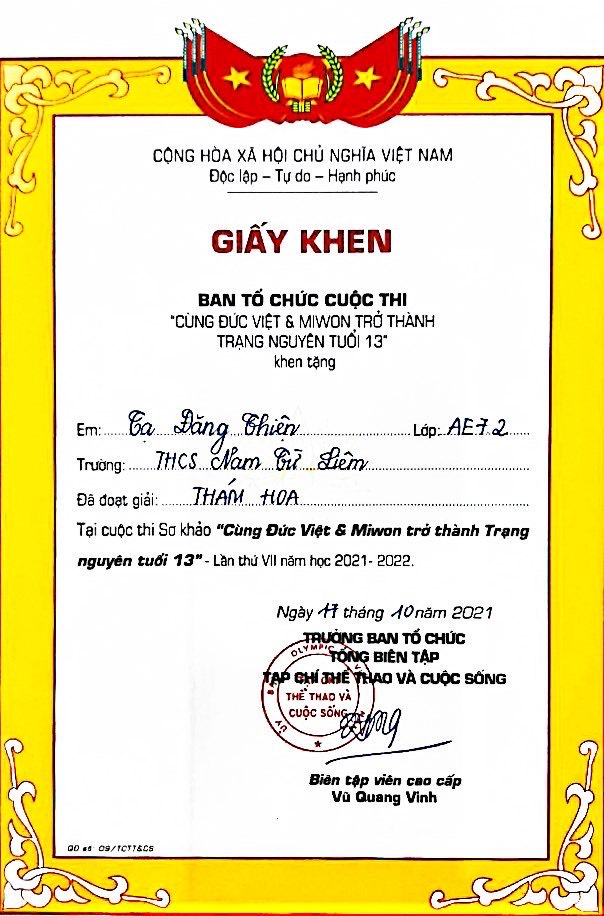 CỘNG HÒA XÃ HỘI CHỦ NGHĨA VIỆT NAM
Độc lập – Tự do – Hạnh phúc
GIẤY KHEN
BAN TỔ CHỨC CUỘC THI
"CÙNG ĐỨC VIỆT & MIWON TRỞ THÀNH
TRẠNG NGUYÊN TUỔI 13"
khen tặng
Em: Tạ Đăng Thiện Lớp: AE7.2
Trường: THCS Nam Từ Liêm
Đã đoạt giải: THÁM HOA
Tại cuộc thi Sơ khảo "Cùng Đức Việt & Miwon trở thành Trạng
nguyên tuổi 13" - Lần thứ VII năm học 2021- 2022.
Ngày 17 tháng 10 năm 2021
TRƯỞNG BAN TỔ CHỨC
TỔNG BIÊN TẬP
TẠP CHÍ THỂ THAO VÀ CUỘC SỐNG
OLYMPIC
THỂ THAO VÀ
CUỘC SỐNG
Biên tập viên cao cấp
Vũ Quang Vinh
QĐ số: 09/TCTT&CS